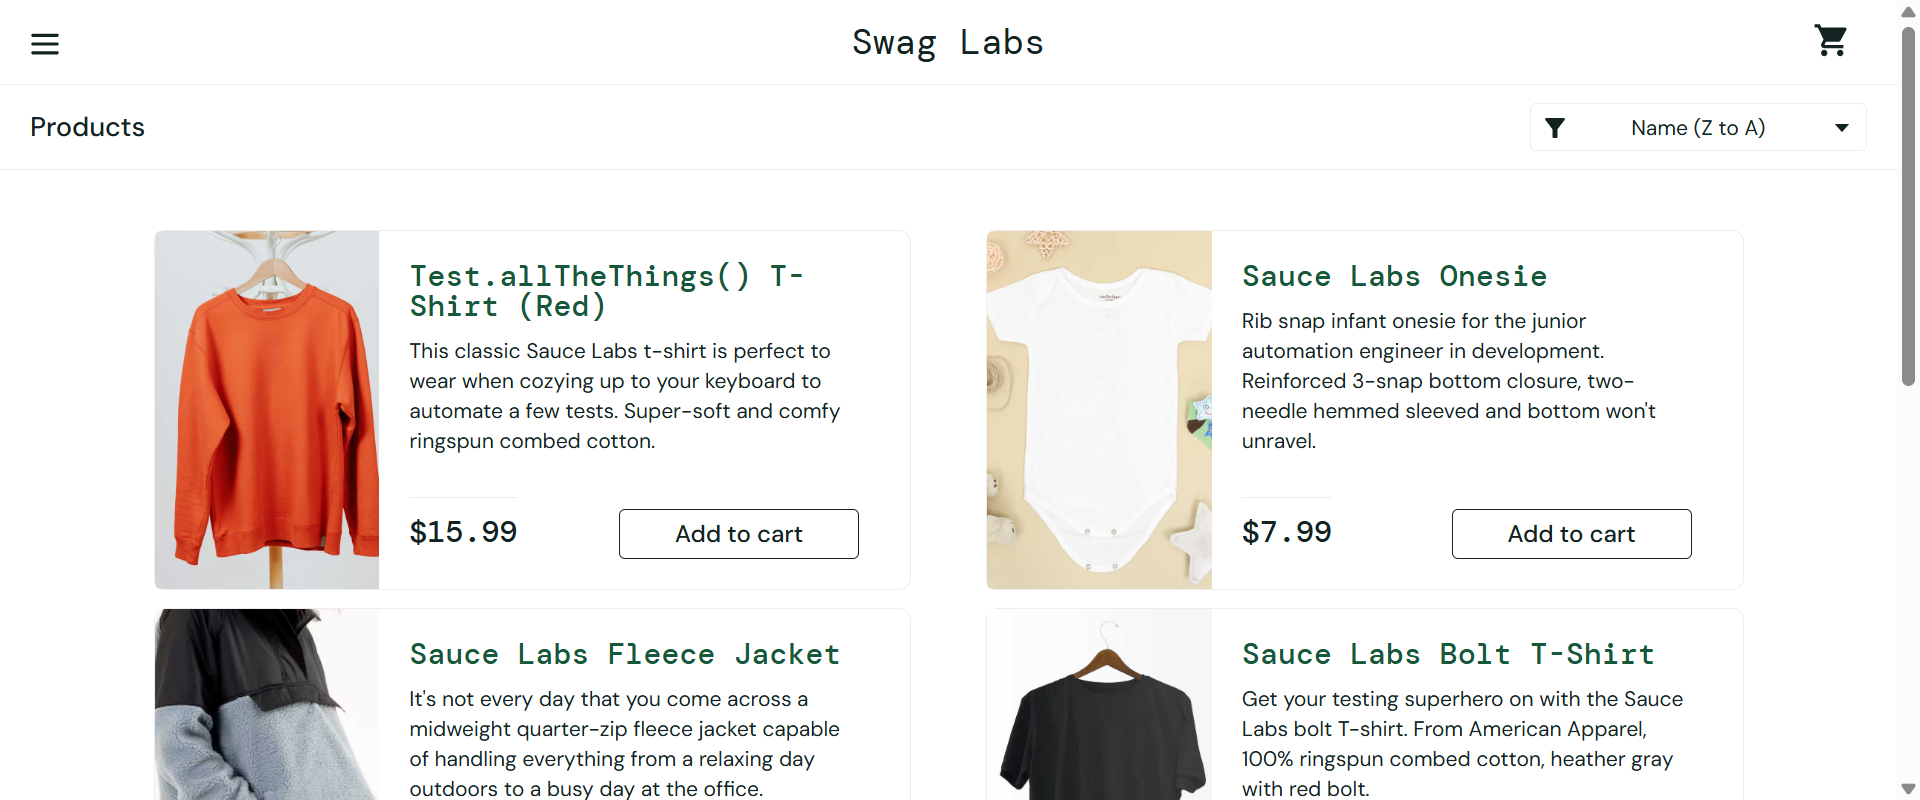 Swag Labs
Products
Name (Z to A)
Test.allTheThings() T-
Shirt (Red)
This classic Sauce Labs t-shirt is perfect to
wear when cozying up to your keyboard to
automate a few tests. Super-soft and comfy
ringspun combed cotton.
$15.99
Add to cart
Sauce Labs Onesie
Rib snap infant onesie for the junior
automation engineer in development.
Reinforced 3-snap bottom closure, two-
needle hemmed sleeved and bottom won't
unravel.
$7.99
Add to cart
Sauce Labs Fleece Jacket
It's not every day that you come across a
midweight quarter-zip fleece jacket capable
of handling everything from a relaxing day
outdoors to a busy day at the office.
Sauce Labs Bolt T-Shirt
Get your testing superhero on with the Sauce
Labs bolt T-shirt. From American Apparel,
100% ringspun combed cotton, heather gray
with red bolt.